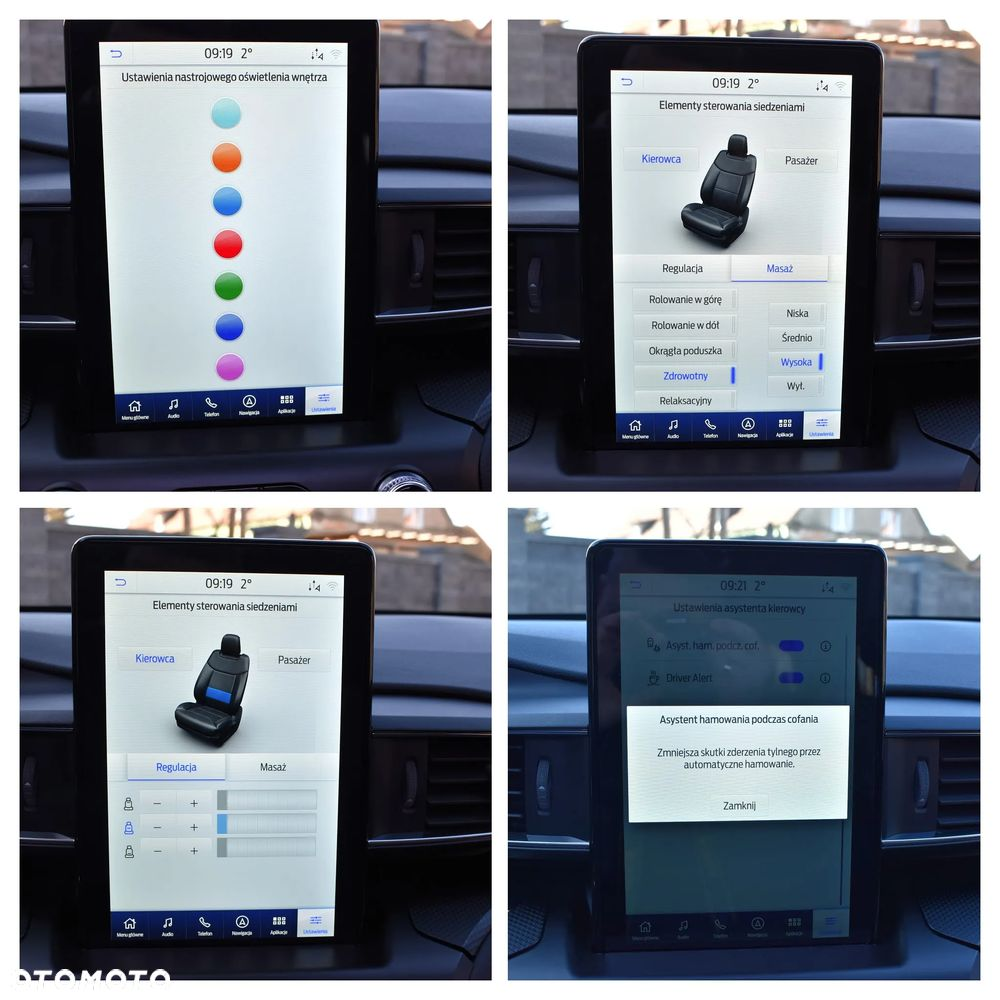 09:19 2°
Ustawienia nastrojowego oświetlenia wnętrza
Menu główne Audio Telefon Nawigacja Aplikacje Ustawienia
09:19 2°
Elementy sterowania siedzeniami
Kierowca Pasażer
Regulacja Masaż
Rolowanie w górę
Niska
Rolowanie w dół
Średnio
Okrągła poduszka
Wysoka
Zdrowotny
Wył.
Relaksacyjny
Menu główne Audio Telefon Nawigacja Aplikacje Ustawienia
09:19 2°
Elementy sterowania siedzeniami
Kierowca Pasażer
Regulacja Masaż
− +
− +
− +
Menu główne Audio Telefon Nawigacja Aplikacje Ustawienia
09:21 2°
Ustawienia asystenta kierowcy
Asyst. ham. podcz. cof.
Driver Alert
Asystent hamowania podczas cofania
Zmniejsza skutki zderzenia tylnego przez
automatyczne hamowanie.
Zamknij
Menu główne Audio Telefon Nawigacja Aplikacje
OTOMOTO